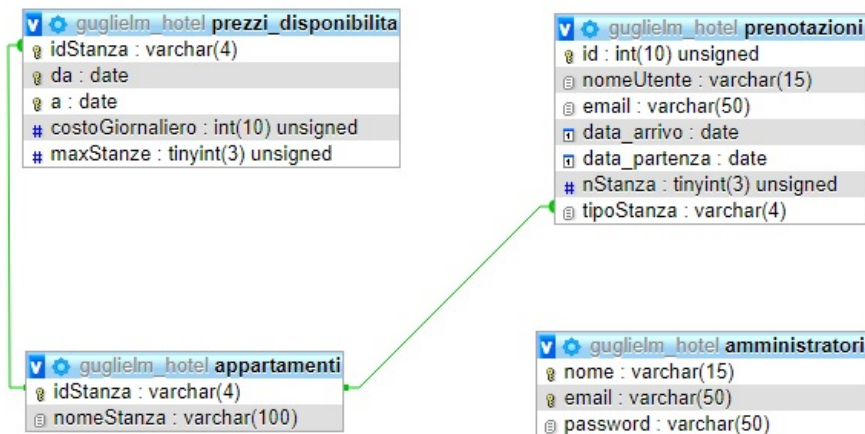 guglielm_hotel prezzi_disponibilita
idStanza : varchar(4)
da : date
a : date
costoGiornaliero : int(10) unsigned
maxStanze : tinyint(3) unsigned
guglielm_hotel prenotazioni
id : int(10) unsigned
nomeUtente : varchar(15)
email : varchar(50)
data_arrivo : date
data_partenza : date
nStanza : tinyint(3) unsigned
tipoStanza : varchar(4)
guglielm_hotel appartamenti
idStanza : varchar(4)
nomeStanza : varchar(100)
guglielm_hotel amministratori
nome : varchar(15)
email : varchar(50)
password : varchar(50)